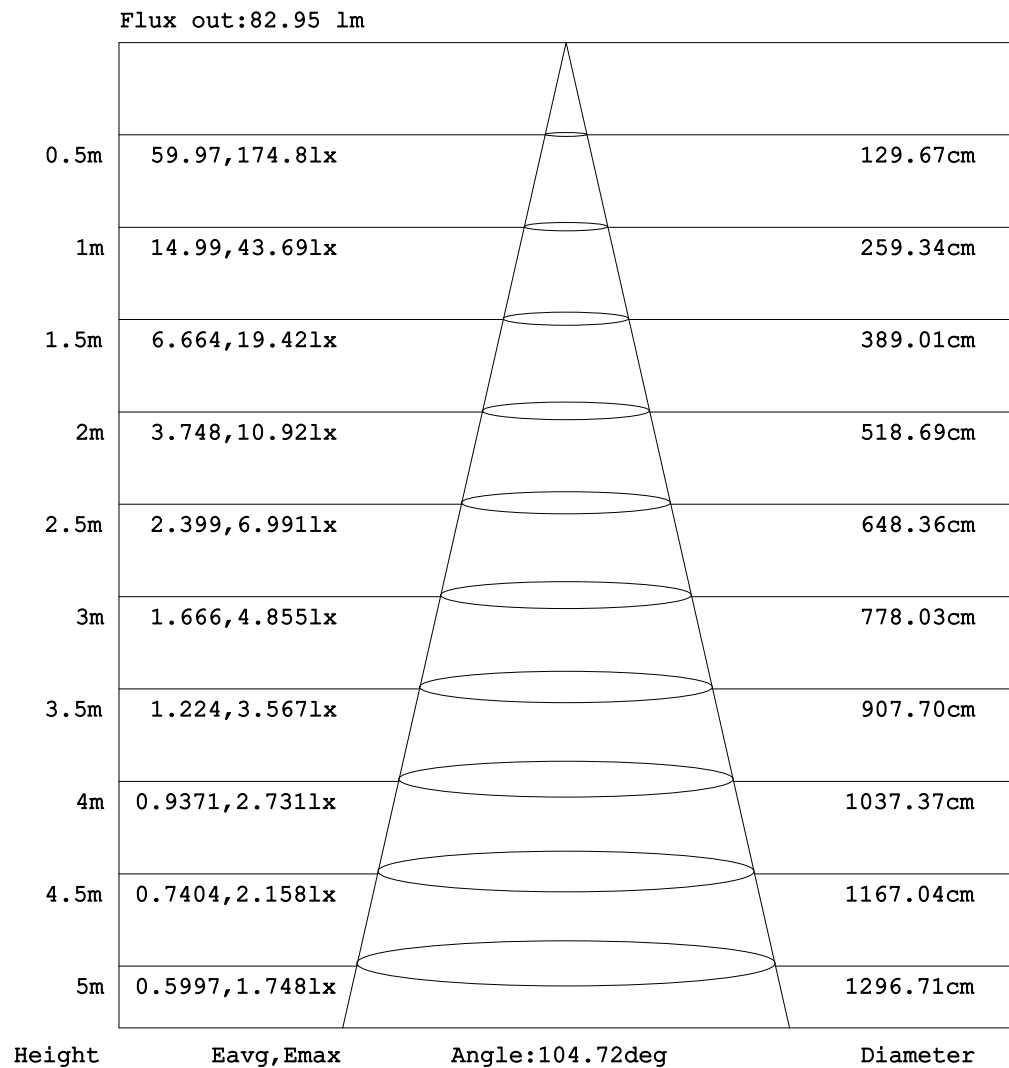 Flux out:82.95 lm
0.5m 59.97,174.8lx 129.67cm
1m 14.99,43.69lx 259.34cm
1.5m 6.664,19.42lx 389.01cm
2m 3.748,10.92lx 518.69cm
2.5m 2.399,6.991lx 648.36cm
3m 1.666,4.855lx 778.03cm
3.5m 1.224,3.567lx 907.70cm
4m 0.9371,2.731lx 1037.37cm
4.5m 0.7404,2.158lx 1167.04cm
5m 0.5997,1.748lx 1296.71cm
Height Eavg,Emax Angle:104.72deg Diameter